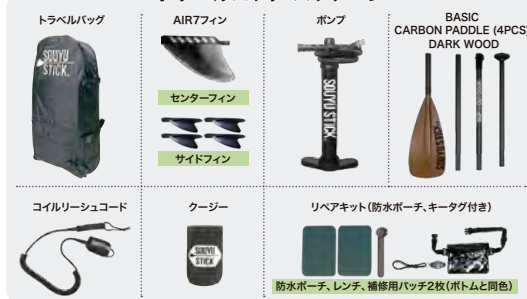 トラベルバッグ
SOUYU
STICK
AIR7フィン
センターフィン
サイドフィン
ポンプ
SOUYU STICK
BASIC
CARBON PADDLE (4PCS)
DARK WOOD
コイルリーシュコード
クージー
SOUYU
STICK
リペアキット（防水ポーチ、キータグ付き）
防水ポーチ、レンチ、補修用パッチ2枚（ボトムと同色）